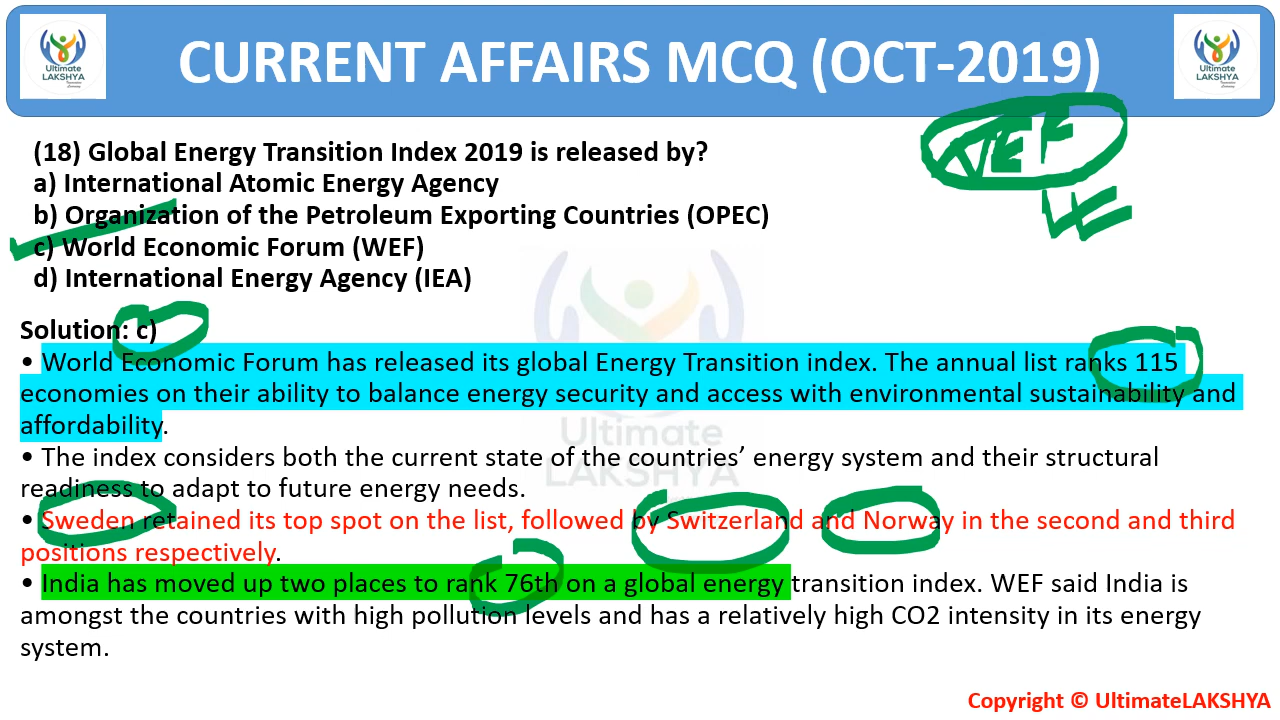 Ultimate
LAKSHYA
CURRENT AFFAIRS MCQ (OCT-2019)
Ultimate
LAKSHYA
WEF
(18) Global Energy Transition Index 2019 is released by?
a) International Atomic Energy Agency
b) Organization of the Petroleum Exporting Countries (OPEC)
c) World Economic Forum (WEF)
d) International Energy Agency (IEA)
Solution: c)
• World Economic Forum has released its global Energy Transition index. The annual list ranks 115
economies on their ability to balance energy security and access with environmental sustainability and
affordability.
• The index considers both the current state of the countries’ energy system and their structural
readiness to adapt to future energy needs.
• Sweden retained its top spot on the list, followed by Switzerland and Norway in the second and third
positions respectively.
• India has moved up two places to rank 76th on a global energy transition index. WEF said India is
amongst the countries with high pollution levels and has a relatively high CO2 intensity in its energy
system.
Ultimate
LAKSHYA
Copyright © UltimateLAKSHYA